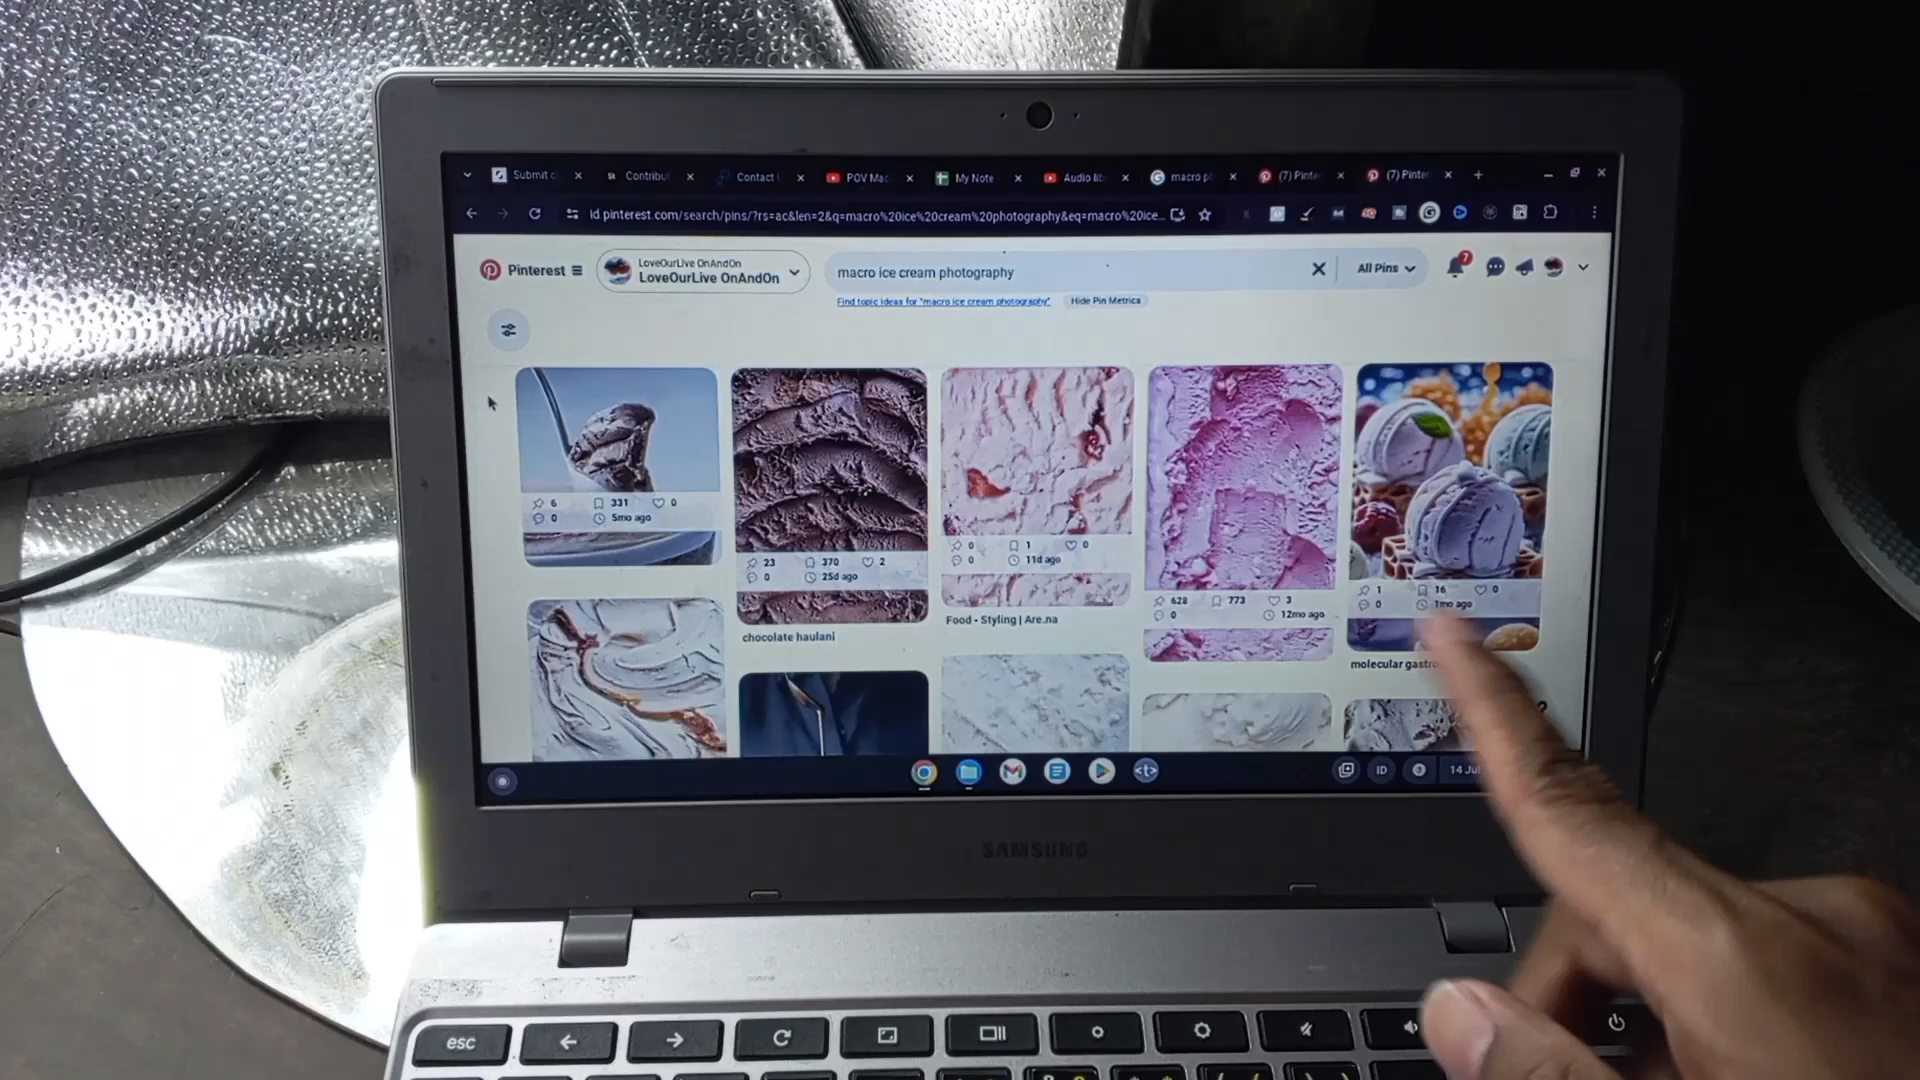 Submit c
Contribut
Contact
POV Mac
My Note
Audio lib
macro p
(7) Pinte
(7) Pinte
id.pinterest.com/search/pins/?rs=ac&len=2&q=macro%20ice%20cream%20photography&eq=macro%20ice...
Pinterest
LoveOurLive OnAndOn
LoveOurLive OnAndOn
macro ice cream photography
All Pins
7
Find topic ideas for "macro ice cream photography"
Hide Pin Metrics
6 331 0
0 5mo ago
23 370 2
0 25d ago
chocolate haulani
0 1 0
0 11d ago
Food - Styling | Are.na
628 773 3
0 12mo ago
1 16 0
0 1mo ago
molecular gastro
?
ID
14 Jul
SAMSUNG
esc